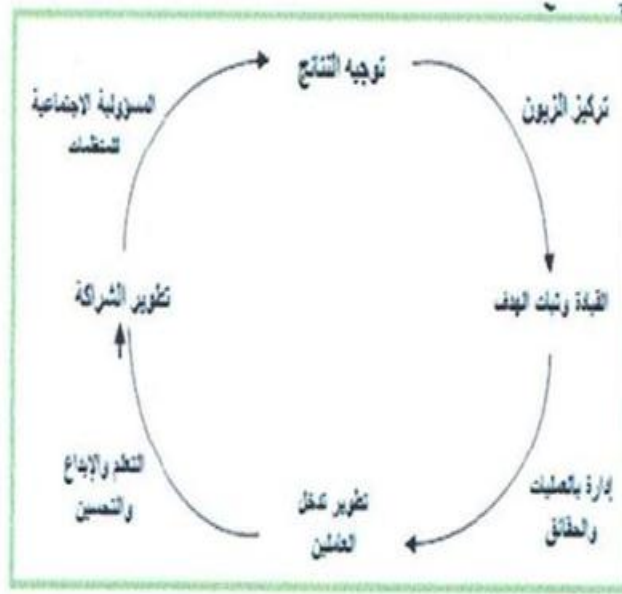 توجيه النتائج
تركيز الزبون
القيادة وثبات الهدف
إدارة بالعمليات
والحقائق
تطوير تدخل
العاملين
التعلم والإبداع
والتحسين
تطوير الشراكة
المسؤولية الاجتماعية
للمنظمات